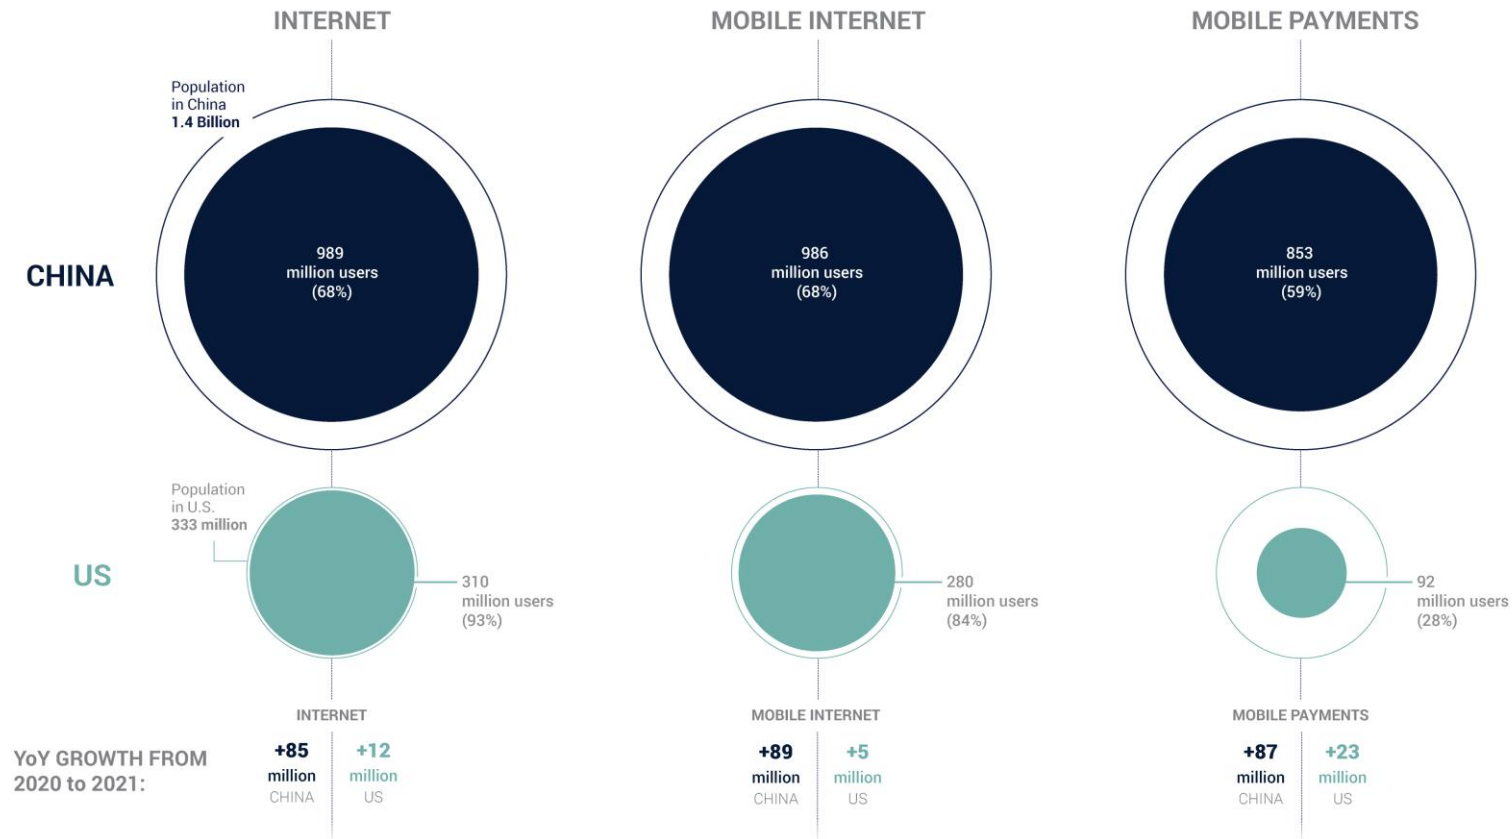 INTERNET
MOBILE INTERNET
MOBILE PAYMENTS
Population
in China
1.4 Billion
CHINA
989
million users
(68%)
986
million users
(68%)
853
million users
(59%)
Population
in U.S.
333 million
US
310
million users
(93%)
280
million users
(84%)
92
million users
(28%)
YoY GROWTH FROM
2020 to 2021:
INTERNET
+85
million
CHINA
+12
million
US
MOBILE INTERNET
+89
million
CHINA
+5
million
US
MOBILE PAYMENTS
+87
million
CHINA
+23
million
US